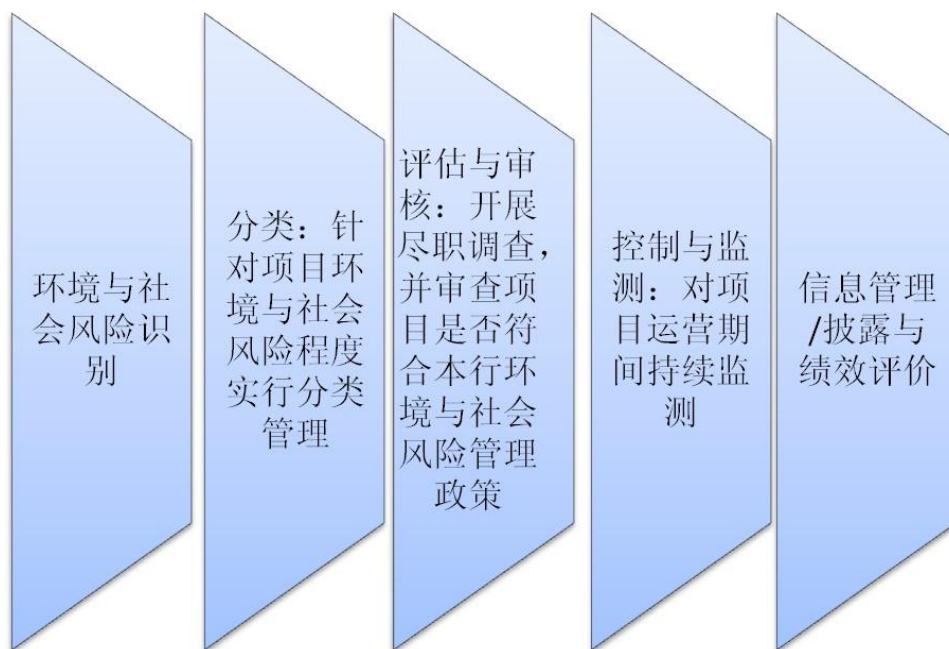 环境与社
会风险识
别
分类：针
对项目环
境与社会
风险程度
实行分类
管理
评估与审
核：开展
尽职调查，
并审查项
目是否符
合本行环
境与社会
风险管理
政策
控制与监
测：对项
目运营期
间持续监
测
信息管理
/披露与
绩效评价